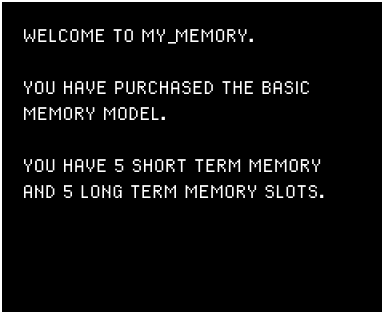 WELCOME TO MY_MEMORY.
YOU HAVE PURCHASED THE BASIC
MEMORY MODEL.
YOU HAVE 5 SHORT TERM MEMORY
AND 5 LONG TERM MEMORY SLOTS.